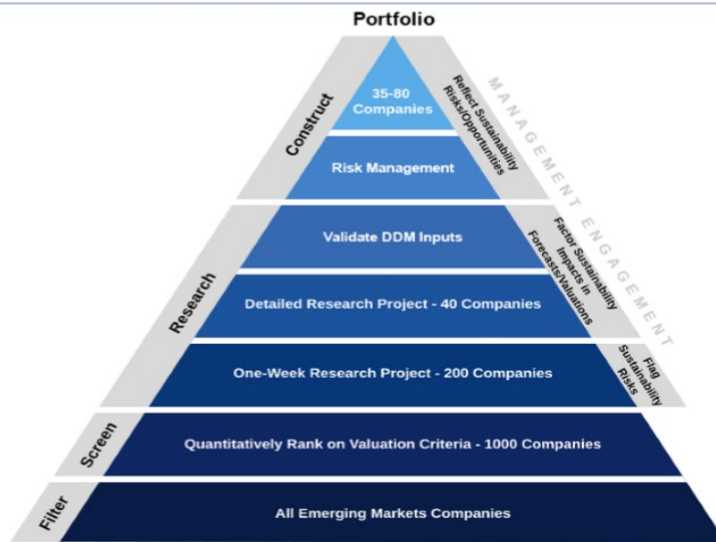 Portfolio
35-80
Companies
Risk Management
Validate DDM Inputs
Detailed Research Project - 40 Companies
One-Week Research Project - 200 Companies
Quantitatively Rank on Valuation Criteria - 1000 Companies
All Emerging Markets Companies
Construct
Research
Screen
Filter
Reflect Sustainability
Risks/Opportunities
Factor Sustainability
Impacts in
Forecasts/Valuations
Flag
Sustainability
Risks
MANAGEMENT ENGAGEMENT